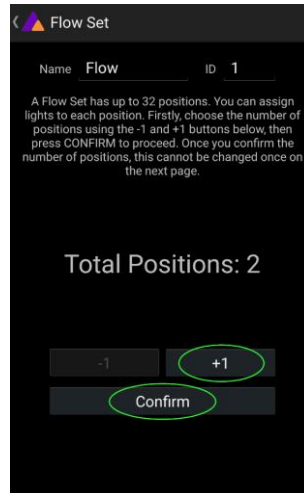 Flow Set
Name Flow ID 1
A Flow Set has up to 32 positions. You can assign
lights to each position. Firstly, choose the number of
positions using the -1 and +1 buttons below, then
press CONFIRM to proceed. Once you confirm the
number of positions, this cannot be changed once on
the next page.
Total Positions: 2
-1 +1
Confirm